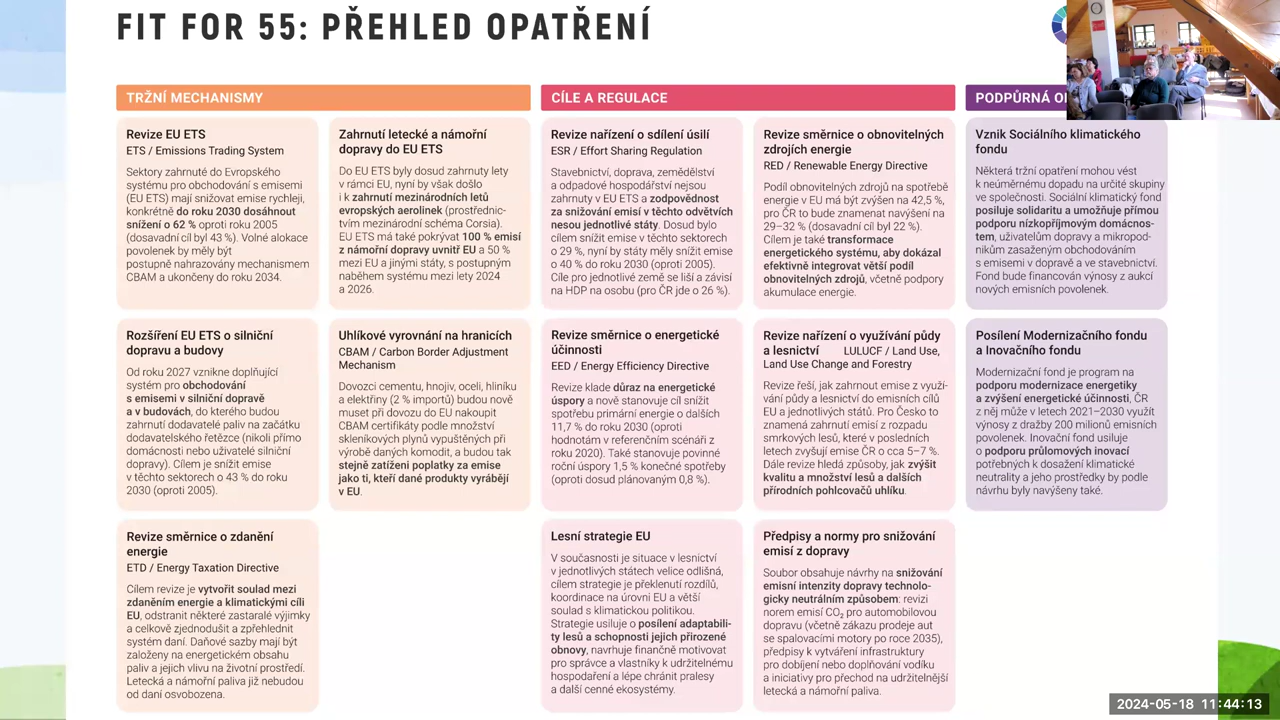 FIT FOR 55: PŘEHLED OPATŘENÍ
TRŽNÍ MECHANISMY
Revize EU ETS
ETS / Emissions Trading System
Sektory zahrnuté do Evropského
systému pro obchodování s emisemi
(EU ETS) mají snižovat emise rychleji,
konkrétně do roku 2030 dosáhnout
snížení o 62 % oproti roku 2005
(dosavadní cíl byl 43 %). Volné alokace
povolenek by měly být
postupně nahrazovány mechanismem
CBAM a ukončeny do roku 2034.
Zahrnutí letecké a námořní
dopravy do EU ETS
Do EU ETS byly dosud zahrnuty lety
v rámci EU, nyní by však došlo
i k zahrnutí mezinárodních letů
evropských aerolinek (prostřednic-
tvím mezinárodní schéma Corsia).
EU ETS má také pokrývat 100 % emisí
z námořní dopravy uvnitř EU a 50 %
mezi EU a jinými státy, s postupným
náběhem systému mezi lety 2024
a 2026.
Rozšíření EU ETS o silniční
dopravu a budovy
Od roku 2027 vznikne doplňující
systém pro obchodování
s emisemi v silniční dopravě
a v budovách, do kterého budou
zahrnuti dodavatelé paliv na začátku
dodavatelského řetězce (nikoli přímo
domácnosti nebo uživatelé silniční
dopravy). Cílem je snížit emise
v těchto sektorech o 43 % do roku
2030 (oproti 2005).
Uhlíkové vyrovnání na hranicích
CBAM / Carbon Border Adjustment
Mechanism
Dovozci cementu, hnojiv, oceli, hliníku
a elektřiny (2 % importů) budou nově
muset při dovozu do EU nakoupit
CBAM certifikáty podle množství
skleníkových plynů vypuštěných při
výrobě daných komodit, a budou tak
stejně zatíženi poplatky za emise
jako ti, kteří dané produkty vyrábějí
v EU.
Revize směrnice o zdanění
energie
ETD / Energy Taxation Directive
Cílem revize je vytvořit soulad mezi
zdaněním energie a klimatickými cíli
EU, odstranit některé zastaralé výjimky
a celkově zjednodušit a zpřehlednit
systém daní. Daňové sazby mají být
založeny na energetickém obsahu
paliv a jejich vlivu na životní prostředí.
Letecká a námořní paliva již nebudou
od daní osvobozena.
CÍLE A REGULACE
Revize nařízení o sdílení úsilí
ESR / Effort Sharing Regulation
Stavebnictví, doprava, zemědělství
a odpadové hospodářství nejsou
zahrnuty v EU ETS a zodpovědnost
za snižování emisí v těchto odvětvích
nesou jednotlivé státy. Dosud bylo
cílem snížit emise v těchto sektorech
o 29 %, nyní by státy měly snížit emise
o 40 % do roku 2030 (oproti 2005).
Cíle pro jednotlivé země se liší a závisí
na HDP na osobu (pro ČR jde o 26 %).
Revize směrnice o obnovitelných
zdrojích energie
RED / Renewable Energy Directive
Podíl obnovitelných zdrojů na spotřebě
energie v EU má být zvýšen na 42,5 %,
pro ČR to bude znamenat navýšení na
29–32 % (dosavadní cíl byl 22 %).
Cílem je také transformace
energetického systému, aby dokázal
efektivně integrovat větší podíl
obnovitelných zdrojů, včetně podpory
akumulace energie.
Revize směrnice o energetické
účinnosti
EED / Energy Efficiency Directive
Revize klade důraz na energetické
úspory a nově stanovuje cíl snížit
spotřebu primární energie o dalších
11,7 % do roku 2030 (oproti
hodnotám v referenčním scénáři z
roku 2020). Také stanovuje povinné
roční úspory 1,5 % konečné spotřeby
(oproti dosud plánovaným 0,8 %).
Revize nařízení o využívání půdy
a lesnictví LULUCF / Land Use,
Land Use Change and Forestry
Revize řeší, jak zahrnout emise z využí-
vání půdy a lesnictví do emisních cílů
EU a jednotlivých států. Pro Česko to
znamená zahrnutí emisí z rozpadu
smrkových lesů, které v posledních
letech zvyšují emise ČR o cca 5–7 %.
Dále revize hledá způsoby, jak zvýšit
kvalitu a množství lesů a dalších
přírodních pohlcovačů uhlíku.
Lesní strategie EU
V současnosti je situace v lesnictví
v jednotlivých státech velice odlišná,
cílem strategie je překlenutí rozdílů,
koordinace na úrovni EU a větší
soulad s klimatickou politikou.
Strategie usiluje o posílení adaptabili-
ty lesů a schopnosti jejich přirozené
obnovy, navrhuje finančně motivovat
pro správce a vlastníky k udržitelnému
hospodaření a lépe chránit pralesy
a další cenné ekosystémy.
Předpisy a normy pro snižování
emisí z dopravy
Soubor obsahuje návrhy na snižování
emisní intenzity dopravy technolo-
gicky neutrálním způsobem: revizi
norem emisí CO₂ pro automobilovou
dopravu (včetně zákazu prodeje aut
se spalovacími motory po roce 2035),
předpisy k vytváření infrastruktury
pro dobíjení nebo doplňování vodíku
a iniciativy pro přechod na udržitelnější
letecká a námořní paliva.
PODPŮRNÁ
Vznik Sociálního klimatického
fondu
Některá tržní opatření mohou vést
k neúměrnému dopadu na určité skupiny
ve společnosti. Sociální klimatický fond
posiluje solidaritu a umožňuje přímou
podporu nízkopříjmovým domácnos-
tem, uživatelům dopravy a mikropod-
nikům zasaženým obchodováním
s emisemi v dopravě a ve stavebnictví.
Fond bude financován výnosy z aukcí
nových emisních povolenek.
Posílení Modernizačního fondu
a Inovačního fondu
Modernizační fond je program na
podporu modernizace energetiky
a zvýšení energetické účinnosti, ČR
z něj může v letech 2021–2030 využít
výnosy z dražby 200 milionů emisních
povolenek. Inovační fond usiluje
o podporu průlomových inovací
potřebných k dosažení klimatické
neutrality a jeho prostředky by podle
návrhu byly navýšeny také.
2024-05-18 11:44:13